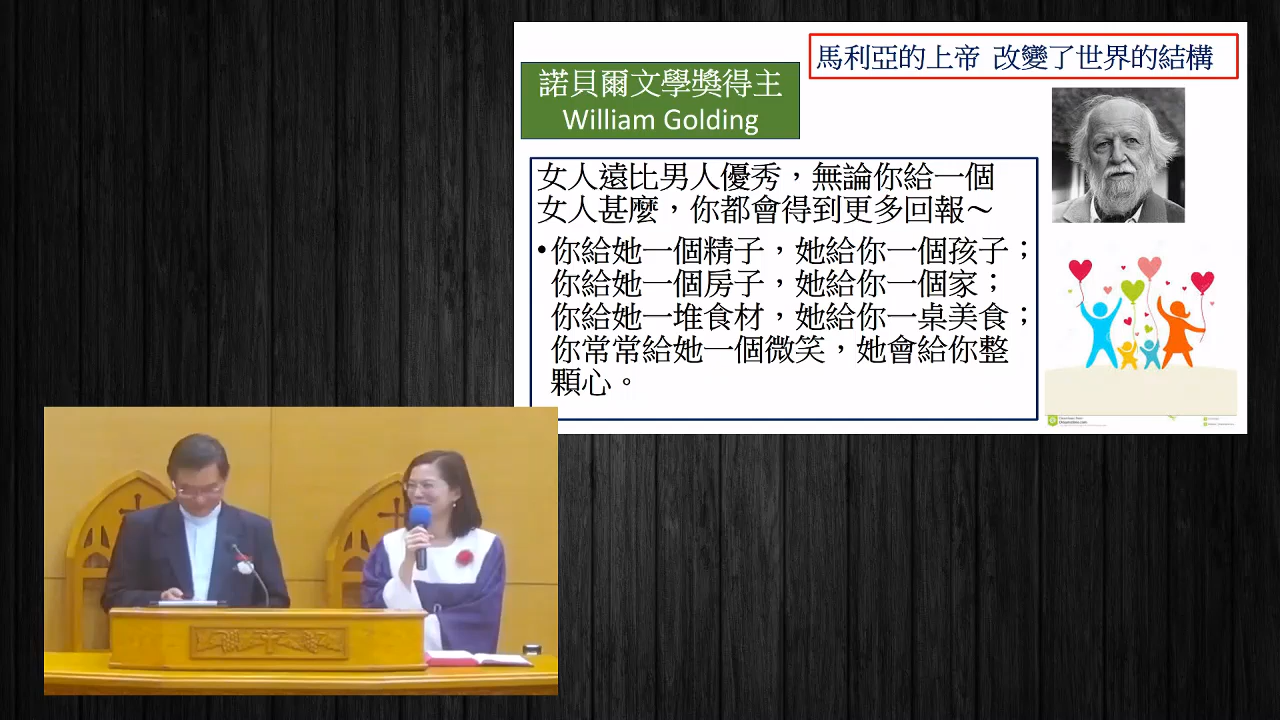 馬利亞的上帝 改變了世界的結構
諾貝爾文學獎得主
William Golding
女人遠比男人優秀，無論你給一個
女人甚麼，你都會得到更多回報～
•你給她一個精子，她給你一個孩子；
你給她一個房子，她給你一個家；
你給她一堆食材，她給你一桌美食；
你常常給她一個微笑，她會給你整
顆心。